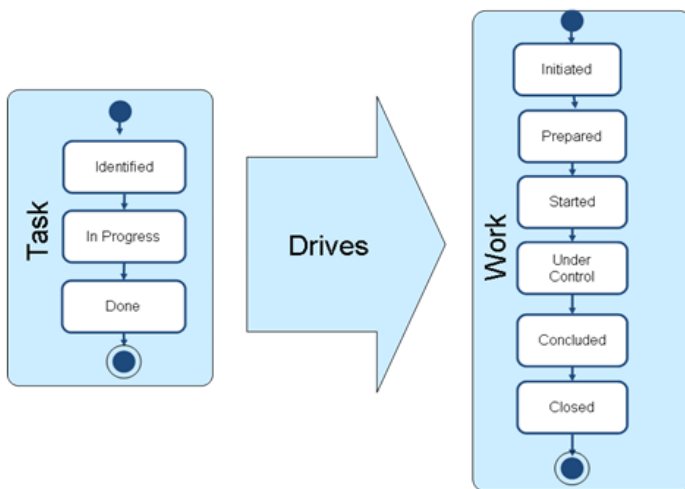 Task
Identified
In Progress
Done
Drives
Work
Initiated
Prepared
Started
Under
Control
Concluded
Closed